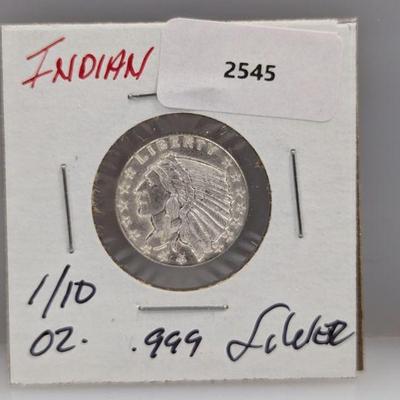 INDIAN
2545
LIBERTY
1/10
OZ. .999 SILVER